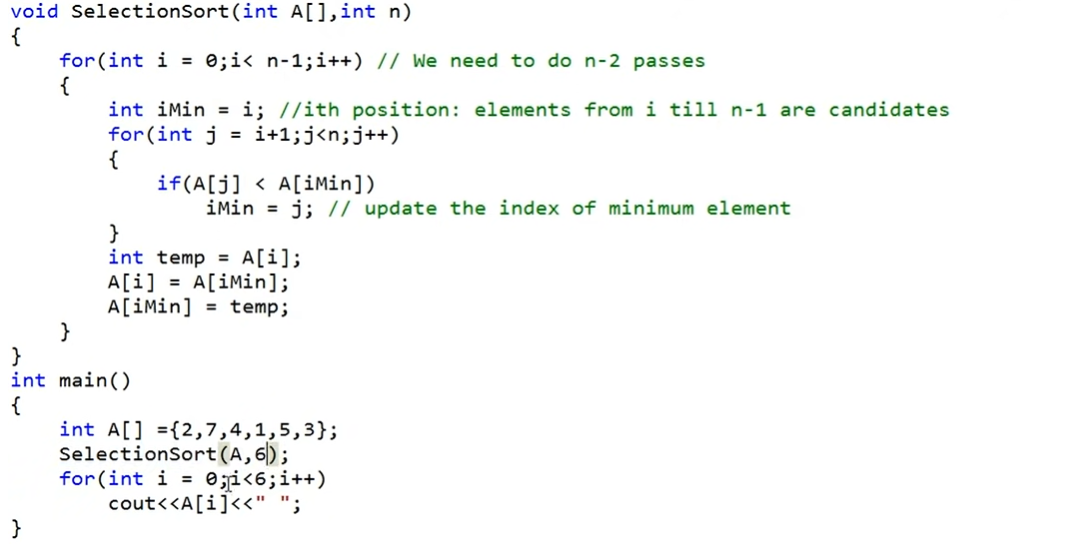 void SelectionSort(int A[],int n)
{
    for(int i = 0;i< n-1;i++) // We need to do n-2 passes
    {
        int iMin = i; //ith position: elements from i till n-1 are candidates
        for(int j = i+1;j<n;j++)
        {
            if(A[j] < A[iMin])
                iMin = j; // update the index of minimum element
        }
        int temp = A[i];
        A[i] = A[iMin];
        A[iMin] = temp;
    }
}
int main()
{
    int A[] ={2,7,4,1,5,3};
    SelectionSort(A,6);
    for(int i = 0;i<6;i++)
        cout<<A[i]<<" ";
}